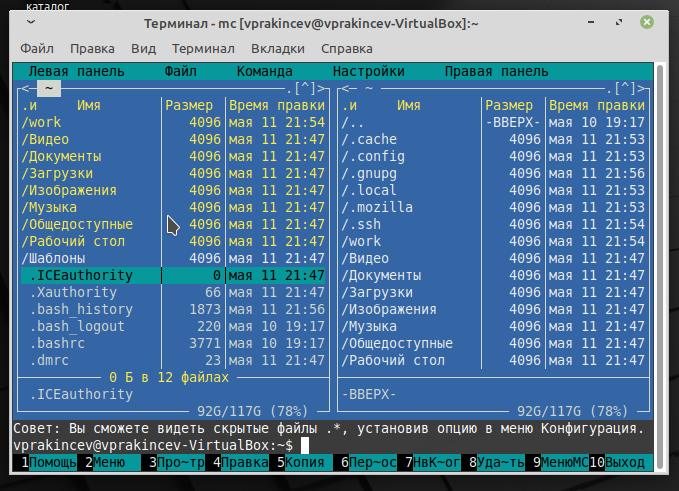 каталог
Терминал - mc [vprakincev@vprakincev-VirtualBox]:~
Файл Правка Вид Терминал Вкладки Справка
Левая панель Файл Команда Настройки Правая панель
<─ ~ ─.[^]> <─ ~ ─.[^]>
.и Имя Размер Время правки .и Имя Размер Время правки
/work 4096 мая 11 21:54 /.. -ВВЕРХ- мая 10 19:17
/Видео 4096 мая 11 21:47 /.cache 4096 мая 11 21:53
/Документы 4096 мая 11 21:47 /.config 4096 мая 11 21:53
/Загрузки 4096 мая 11 21:47 /.gnupg 4096 мая 11 21:56
/Изображения 4096 мая 11 21:47 /.local 4096 мая 11 21:53
/Музыка 4096 мая 11 21:47 /.mozilla 4096 мая 11 21:53
/Общедоступные 4096 мая 11 21:47 /.ssh 4096 мая 11 21:54
/Рабочий стол 4096 мая 11 21:47 /work 4096 мая 11 21:54
/Шаблоны 4096 мая 11 21:47 /Видео 4096 мая 11 21:47
.ICEauthority 0 мая 11 21:47 /Документы 4096 мая 11 21:47
.Xauthority 66 мая 11 21:47 /Загрузки 4096 мая 11 21:47
.bash_history 1873 мая 11 21:56 /Изображения 4096 мая 11 21:47
.bash_logout 220 мая 10 19:17 /Музыка 4096 мая 11 21:47
.bashrc 3771 мая 10 19:17 /Общедоступные 4096 мая 11 21:47
.dmrc 23 мая 11 21:47 /Рабочий стол 4096 мая 11 21:47
0 Б в 12 файлах
.ICEauthority -ВВЕРХ-
92G/117G (78%) 92G/117G (78%)
Совет: Вы сможете видеть скрытые файлы .*, установив опцию в меню Конфигурация.
vprakincev@vprakincev-VirtualBox:~$
1Помощь 2Меню 3Про~тр 4Правка 5Копия 6Пер~ос 7НвК~ог 8Уда~ть 9МенюMC 10Выход